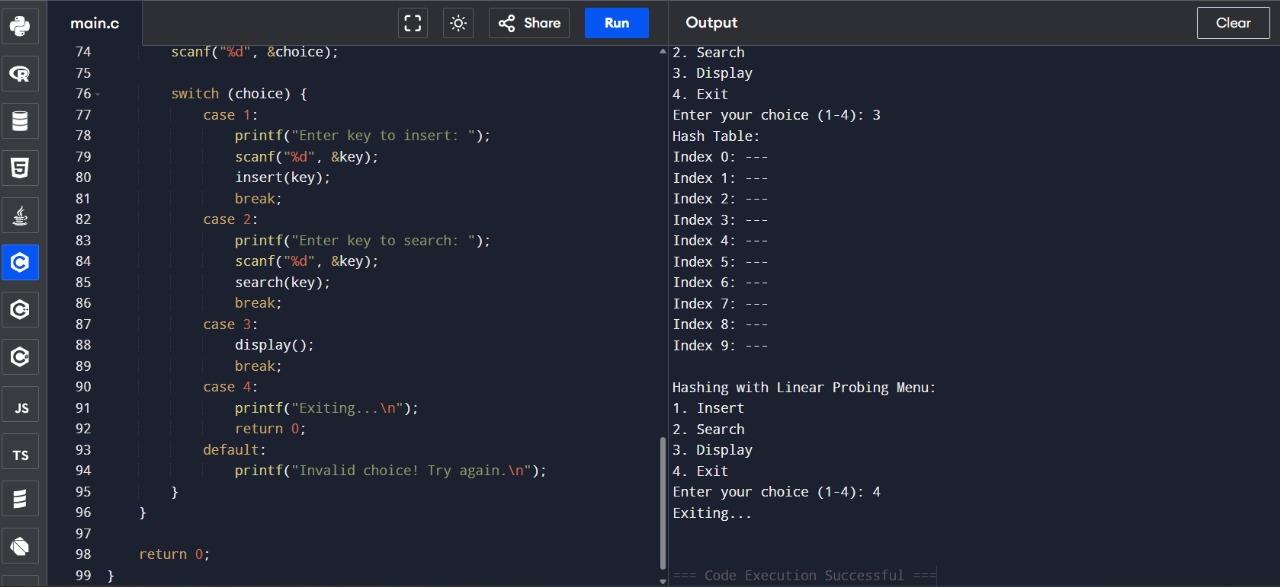 main.c
Share
Run
Output
Clear
R
5
JS
TS
74 scanf("%d", &choice);
75
76 switch (choice) {
77 case 1:
78 printf("Enter key to insert: ");
79 scanf("%d", &key);
80 insert(key);
81 break;
82 case 2:
83 printf("Enter key to search: ");
84 scanf("%d", &key);
85 search(key);
86 break;
87 case 3:
88 display();
89 break;
90 case 4:
91 printf("Exiting...\n");
92 return 0;
93 default:
94 printf("Invalid choice! Try again.\n");
95 }
96 }
97
98 return 0;
99 }
2. Search
3. Display
4. Exit
Enter your choice (1-4): 3
Hash Table:
Index 0: ---
Index 1: ---
Index 2: ---
Index 3: ---
Index 4: ---
Index 5: ---
Index 6: ---
Index 7: ---
Index 8: ---
Index 9: ---
Hashing with Linear Probing Menu:
1. Insert
2. Search
3. Display
4. Exit
Enter your choice (1-4): 4
Exiting...
=== Code Execution Successful ===